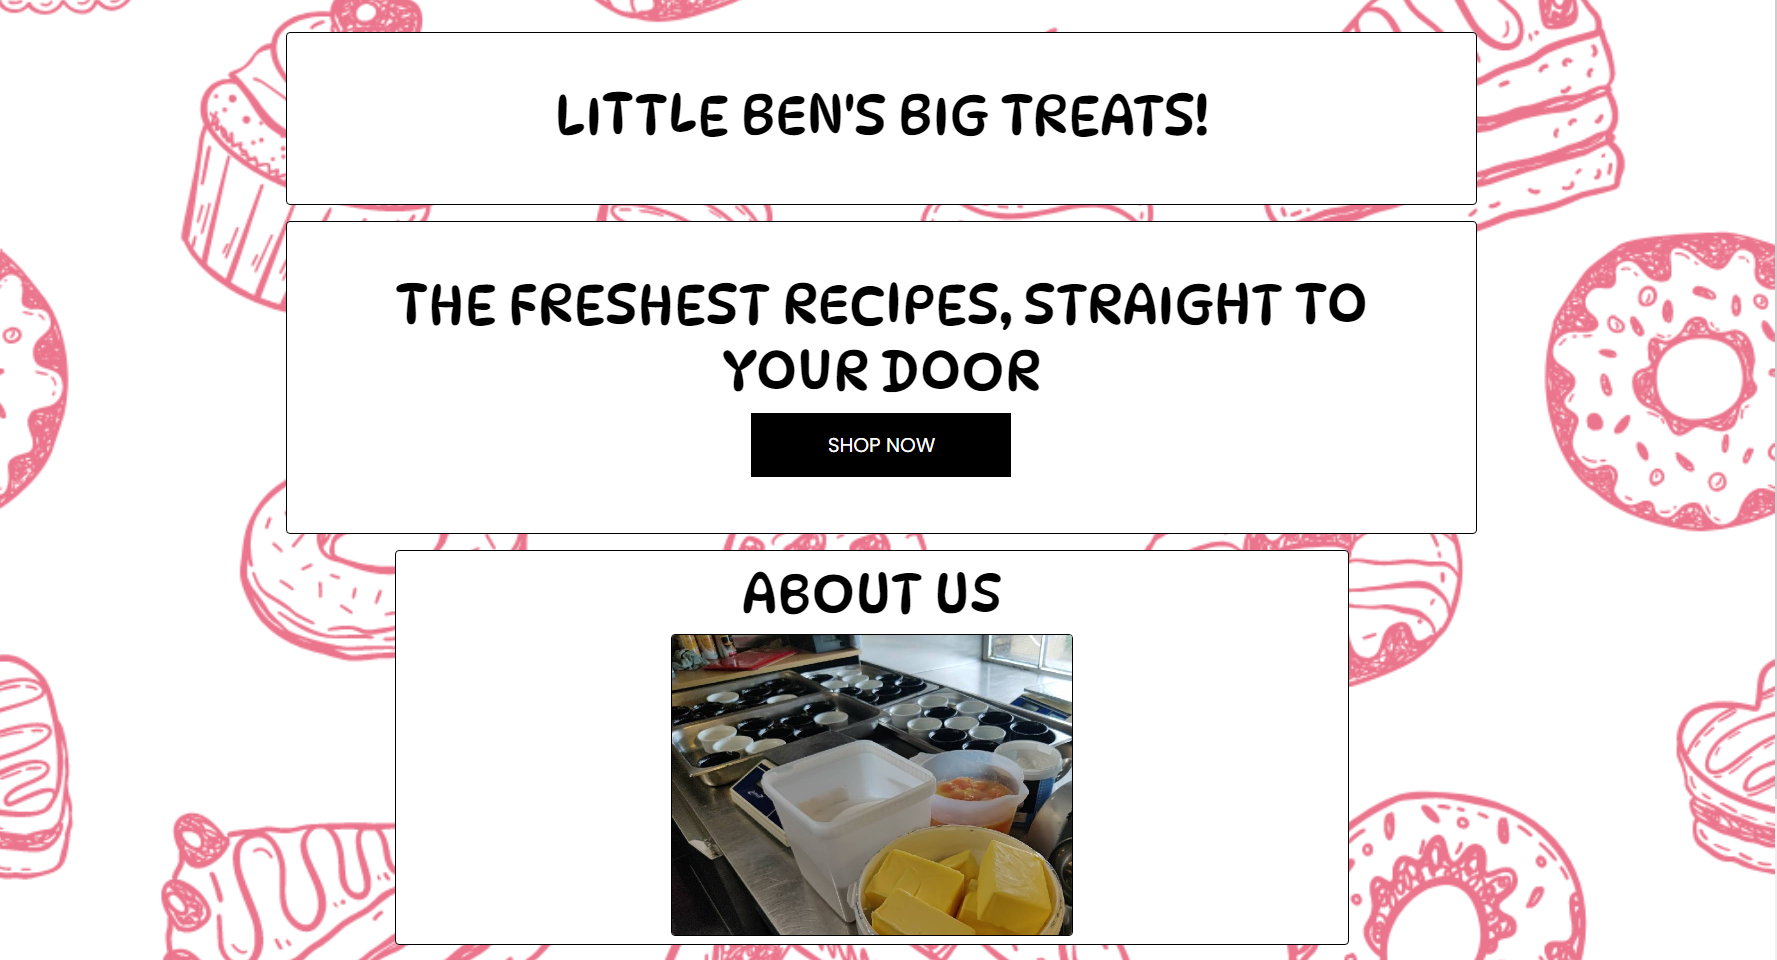 LITTLE BEN'S BIG TREATS!
THE FRESHEST RECIPES, STRAIGHT TO
YOUR DOOR
SHOP NOW
ABOUT US